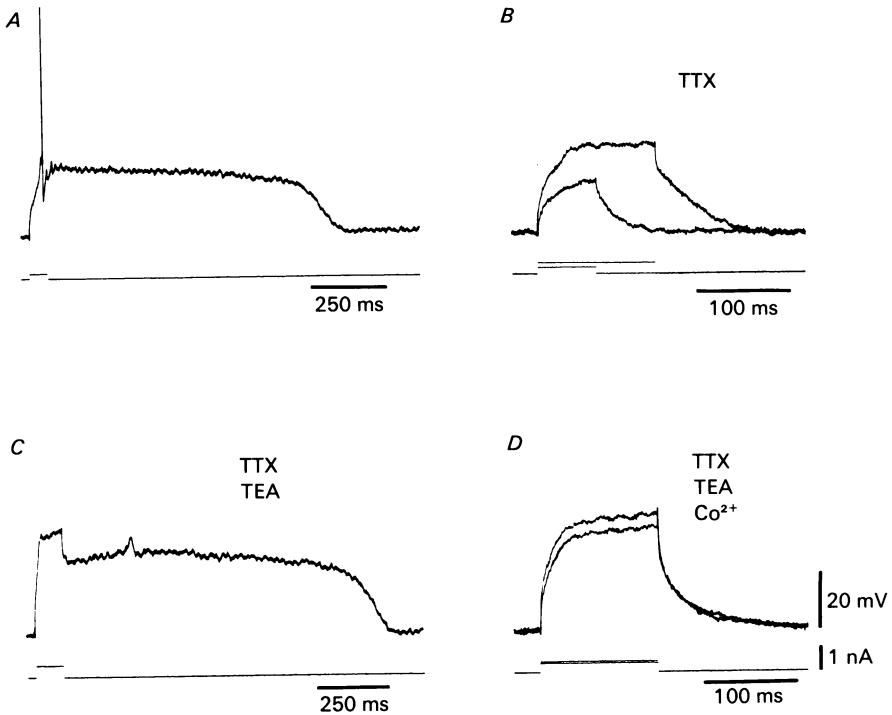 A
B
TTX
250 ms
100 ms
C
TTX
TEA
250 ms
D
TTX
TEA
Co²⁺
20 mV
1 nA
100 ms